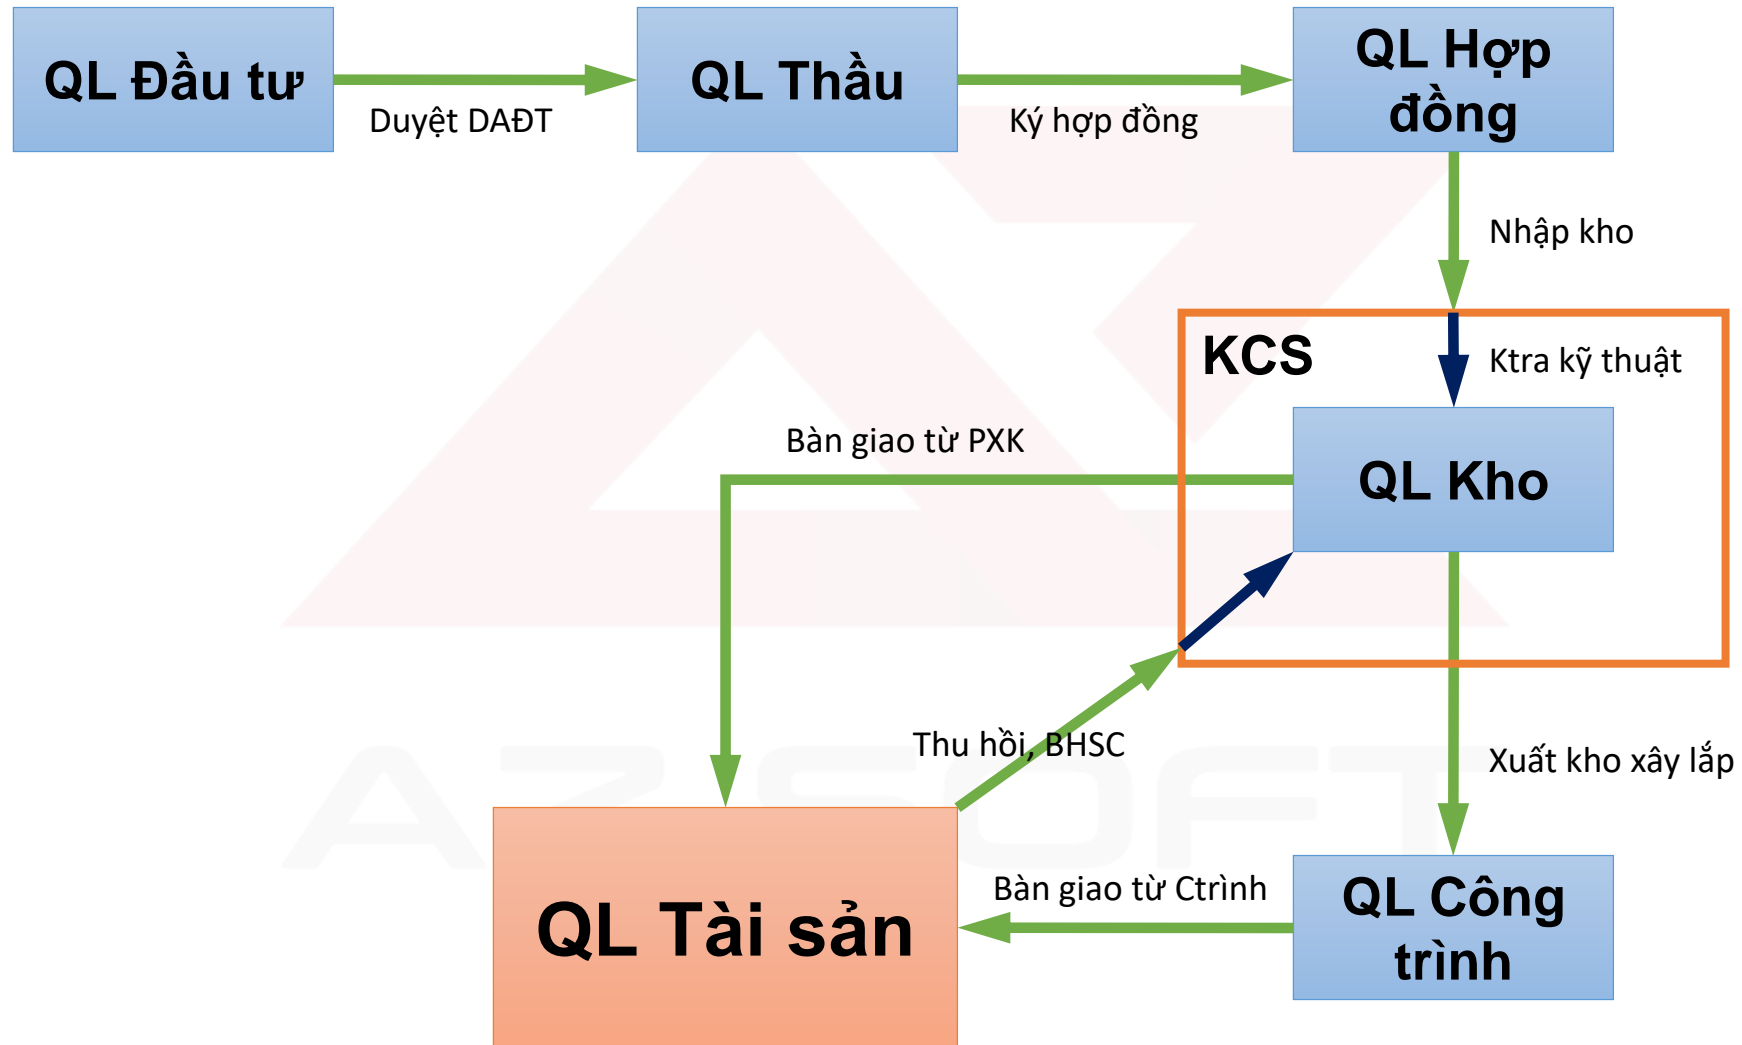 QL Đầu tư
Duyệt DAĐT
QL Thầu
Ký hợp đồng
QL Hợp
đồng
Nhập kho
KCS
Ktra kỹ thuật
Bàn giao từ PXK
QL Kho
Thu hồi, BHSC
Xuất kho xây lắp
QL Tài sản
Bàn giao từ Ctrình
QL Công
trình
AZ SOFT